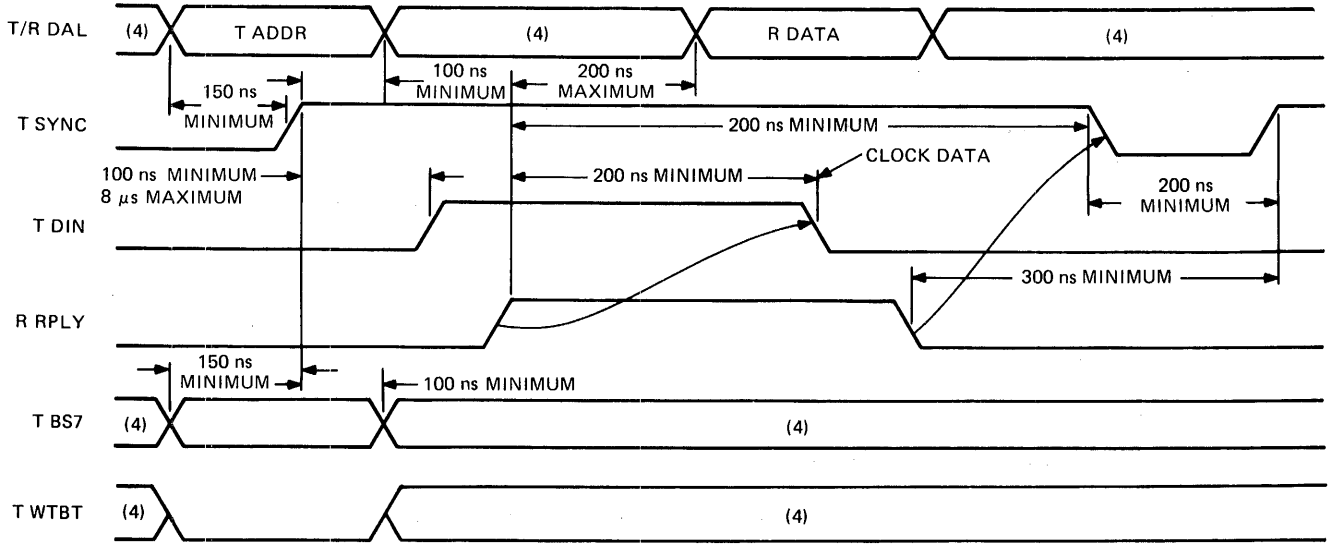 T/R DAL (4) T ADDR (4) R DATA (4)
100 ns MINIMUM
200 ns MAXIMUM
150 ns MINIMUM
T SYNC
200 ns MINIMUM
CLOCK DATA
100 ns MINIMUM
8 µs MAXIMUM
200 ns MINIMUM
200 ns MINIMUM
T DIN
300 ns MINIMUM
R RPLY
150 ns MINIMUM
100 ns MINIMUM
T BS7 (4) (4)
T WTBT (4) (4)